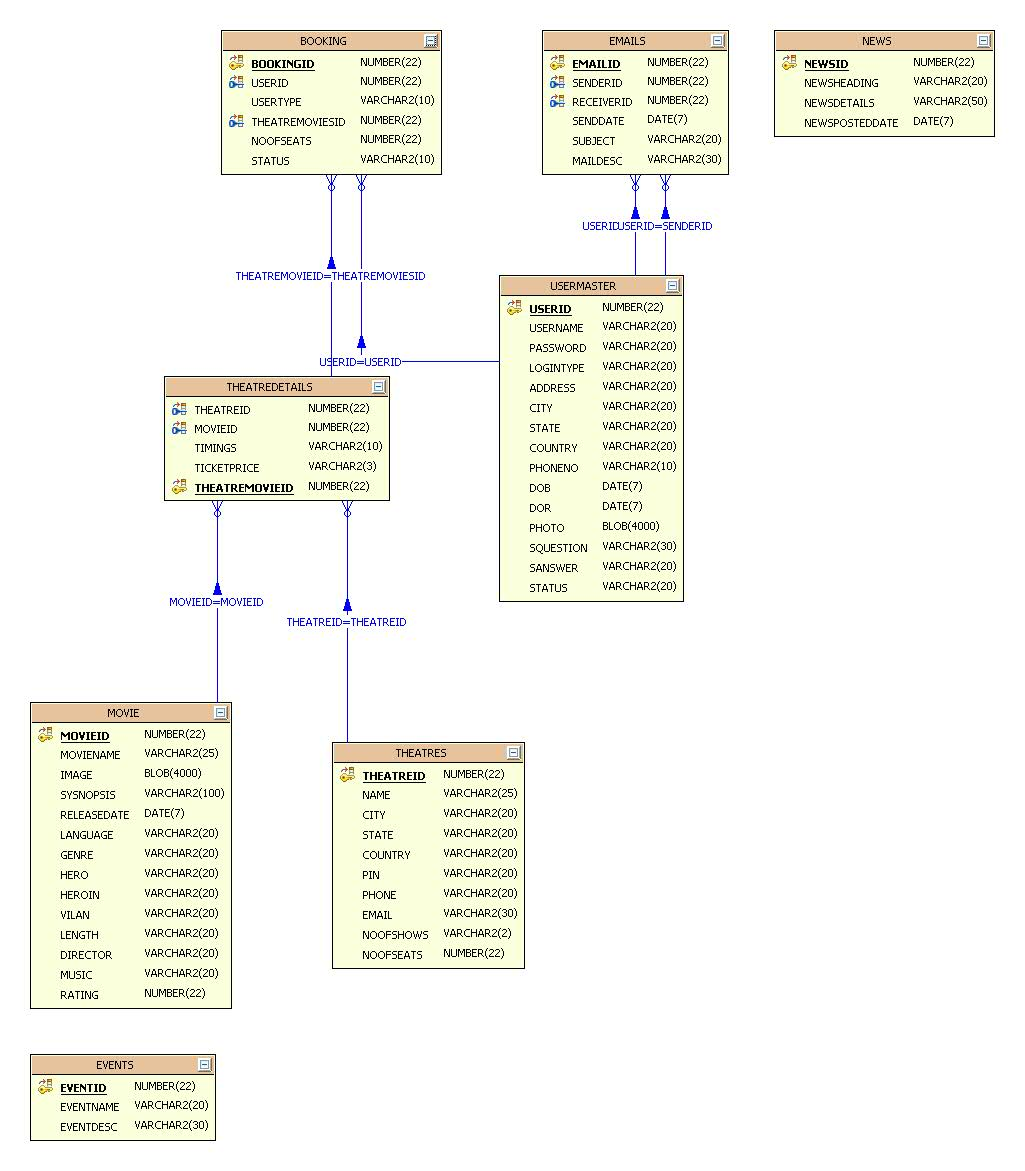 BOOKING
BOOKINGID NUMBER(22)
USERID NUMBER(22)
USERTYPE VARCHAR2(10)
THEATREMOVIESID NUMBER(22)
NOOFSEATS NUMBER(22)
STATUS VARCHAR2(10)
EMAILS
EMAILID NUMBER(22)
SENDERID NUMBER(22)
RECEIVERID NUMBER(22)
SENDDATE DATE(7)
SUBJECT VARCHAR2(20)
MAILDESC VARCHAR2(30)
NEWS
NEWSID NUMBER(22)
NEWSHEADING VARCHAR2(20)
NEWSDETAILS VARCHAR2(50)
NEWSPOSTEDDATE DATE(7)
USERID
USERID=SENDERID
THEATREMOVIEID=THEATREMOVIESID
USERID=USERID
USERMASTER
USERID NUMBER(22)
USERNAME VARCHAR2(20)
PASSWORD VARCHAR2(20)
LOGINTYPE VARCHAR2(20)
ADDRESS VARCHAR2(20)
CITY VARCHAR2(20)
STATE VARCHAR2(20)
COUNTRY VARCHAR2(20)
PHONENO VARCHAR2(10)
DOB DATE(7)
DOR DATE(7)
PHOTO BLOB(4000)
SQUESTION VARCHAR2(30)
SANSWER VARCHAR2(20)
STATUS VARCHAR2(20)
THEATREDETAILS
THEATREID NUMBER(22)
MOVIEID NUMBER(22)
TIMINGS VARCHAR2(10)
TICKETPRICE VARCHAR2(3)
THEATREMOVIEID NUMBER(22)
MOVIEID=MOVIEID
THEATREID=THEATREID
MOVIE
MOVIEID NUMBER(22)
MOVIENAME VARCHAR2(25)
IMAGE BLOB(4000)
SYSNOPSIS VARCHAR2(100)
RELEASEDATE DATE(7)
LANGUAGE VARCHAR2(20)
GENRE VARCHAR2(20)
HERO VARCHAR2(20)
HEROIN VARCHAR2(20)
VILAN VARCHAR2(20)
LENGTH VARCHAR2(20)
DIRECTOR VARCHAR2(20)
MUSIC VARCHAR2(20)
RATING NUMBER(22)
THEATRES
THEATREID NUMBER(22)
NAME VARCHAR2(25)
CITY VARCHAR2(20)
STATE VARCHAR2(20)
COUNTRY VARCHAR2(20)
PIN VARCHAR2(20)
PHONE VARCHAR2(20)
EMAIL VARCHAR2(30)
NOOFSHOWS VARCHAR2(2)
NOOFSEATS NUMBER(22)
EVENTS
EVENTID NUMBER(22)
EVENTNAME VARCHAR2(20)
EVENTDESC VARCHAR2(30)